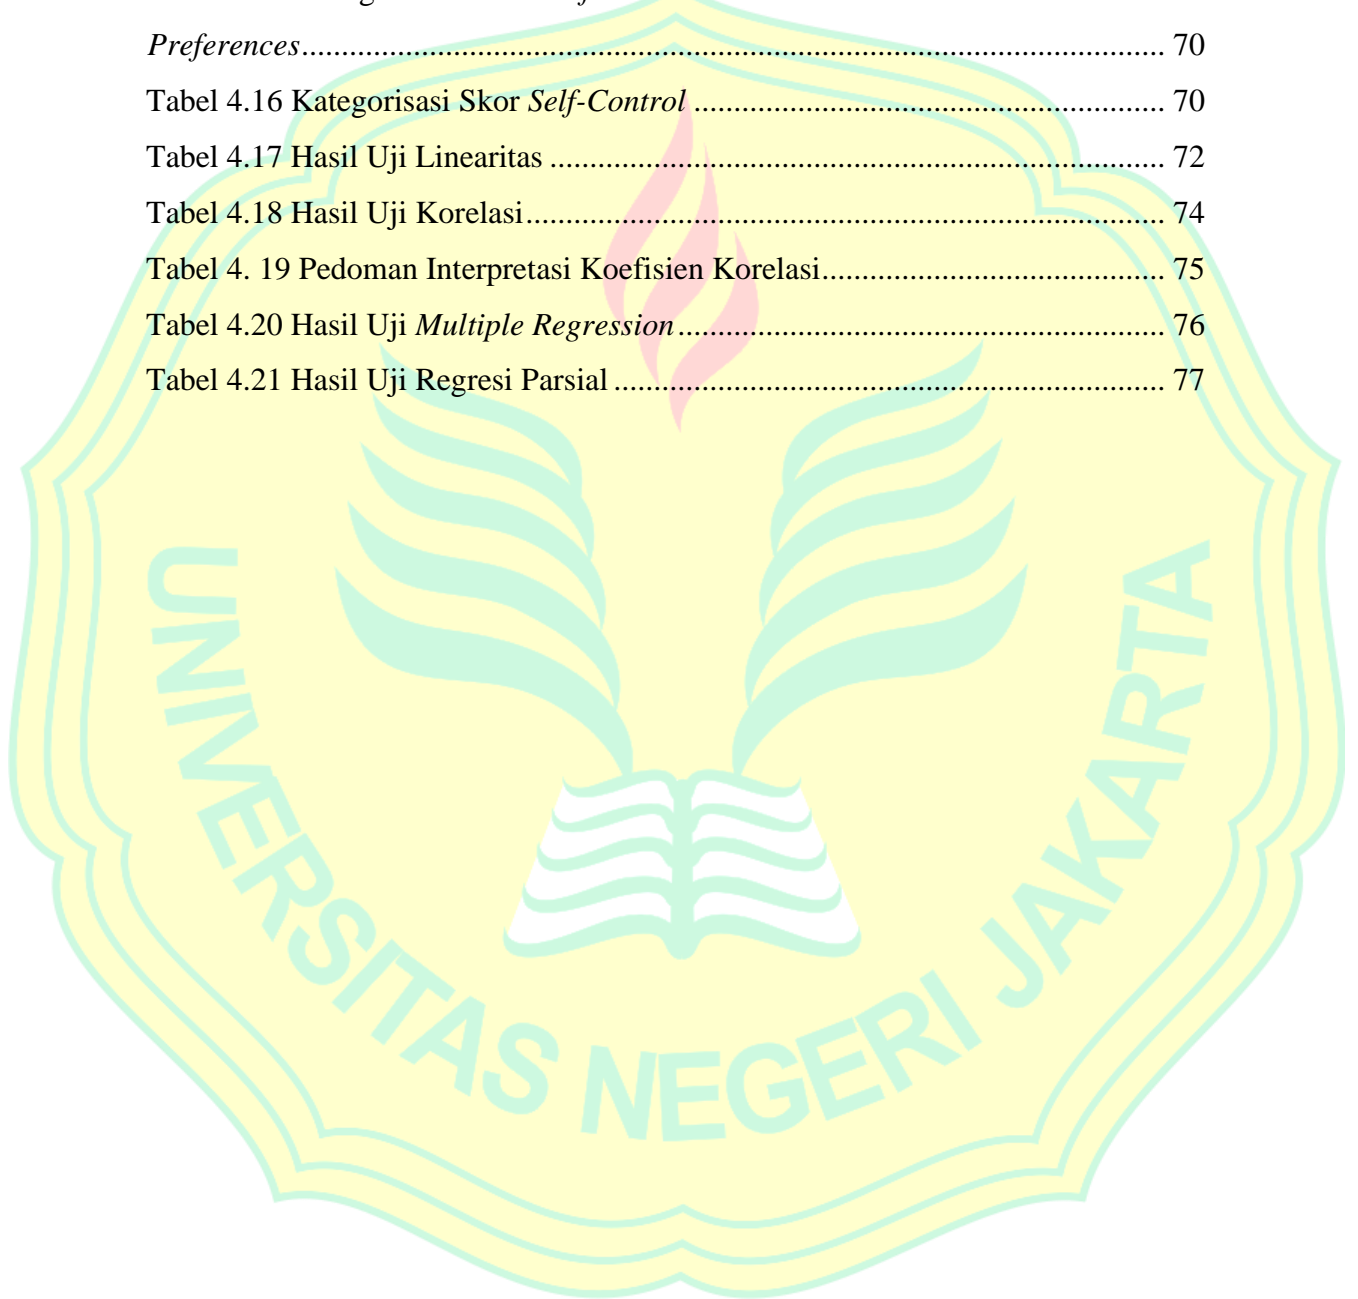 Preferences........................................................................................................ 70
Tabel 4.16 Kategorisasi Skor Self-Control ........................................................... 70
Tabel 4.17 Hasil Uji Linearitas ............................................................................. 72
Tabel 4.18 Hasil Uji Korelasi................................................................................ 74
Tabel 4. 19 Pedoman Interpretasi Koefisien Korelasi........................................... 75
Tabel 4.20 Hasil Uji Multiple Regression ............................................................. 76
Tabel 4.21 Hasil Uji Regresi Parsial ..................................................................... 77
UNIVERSITAS NEGERI JAKARTA